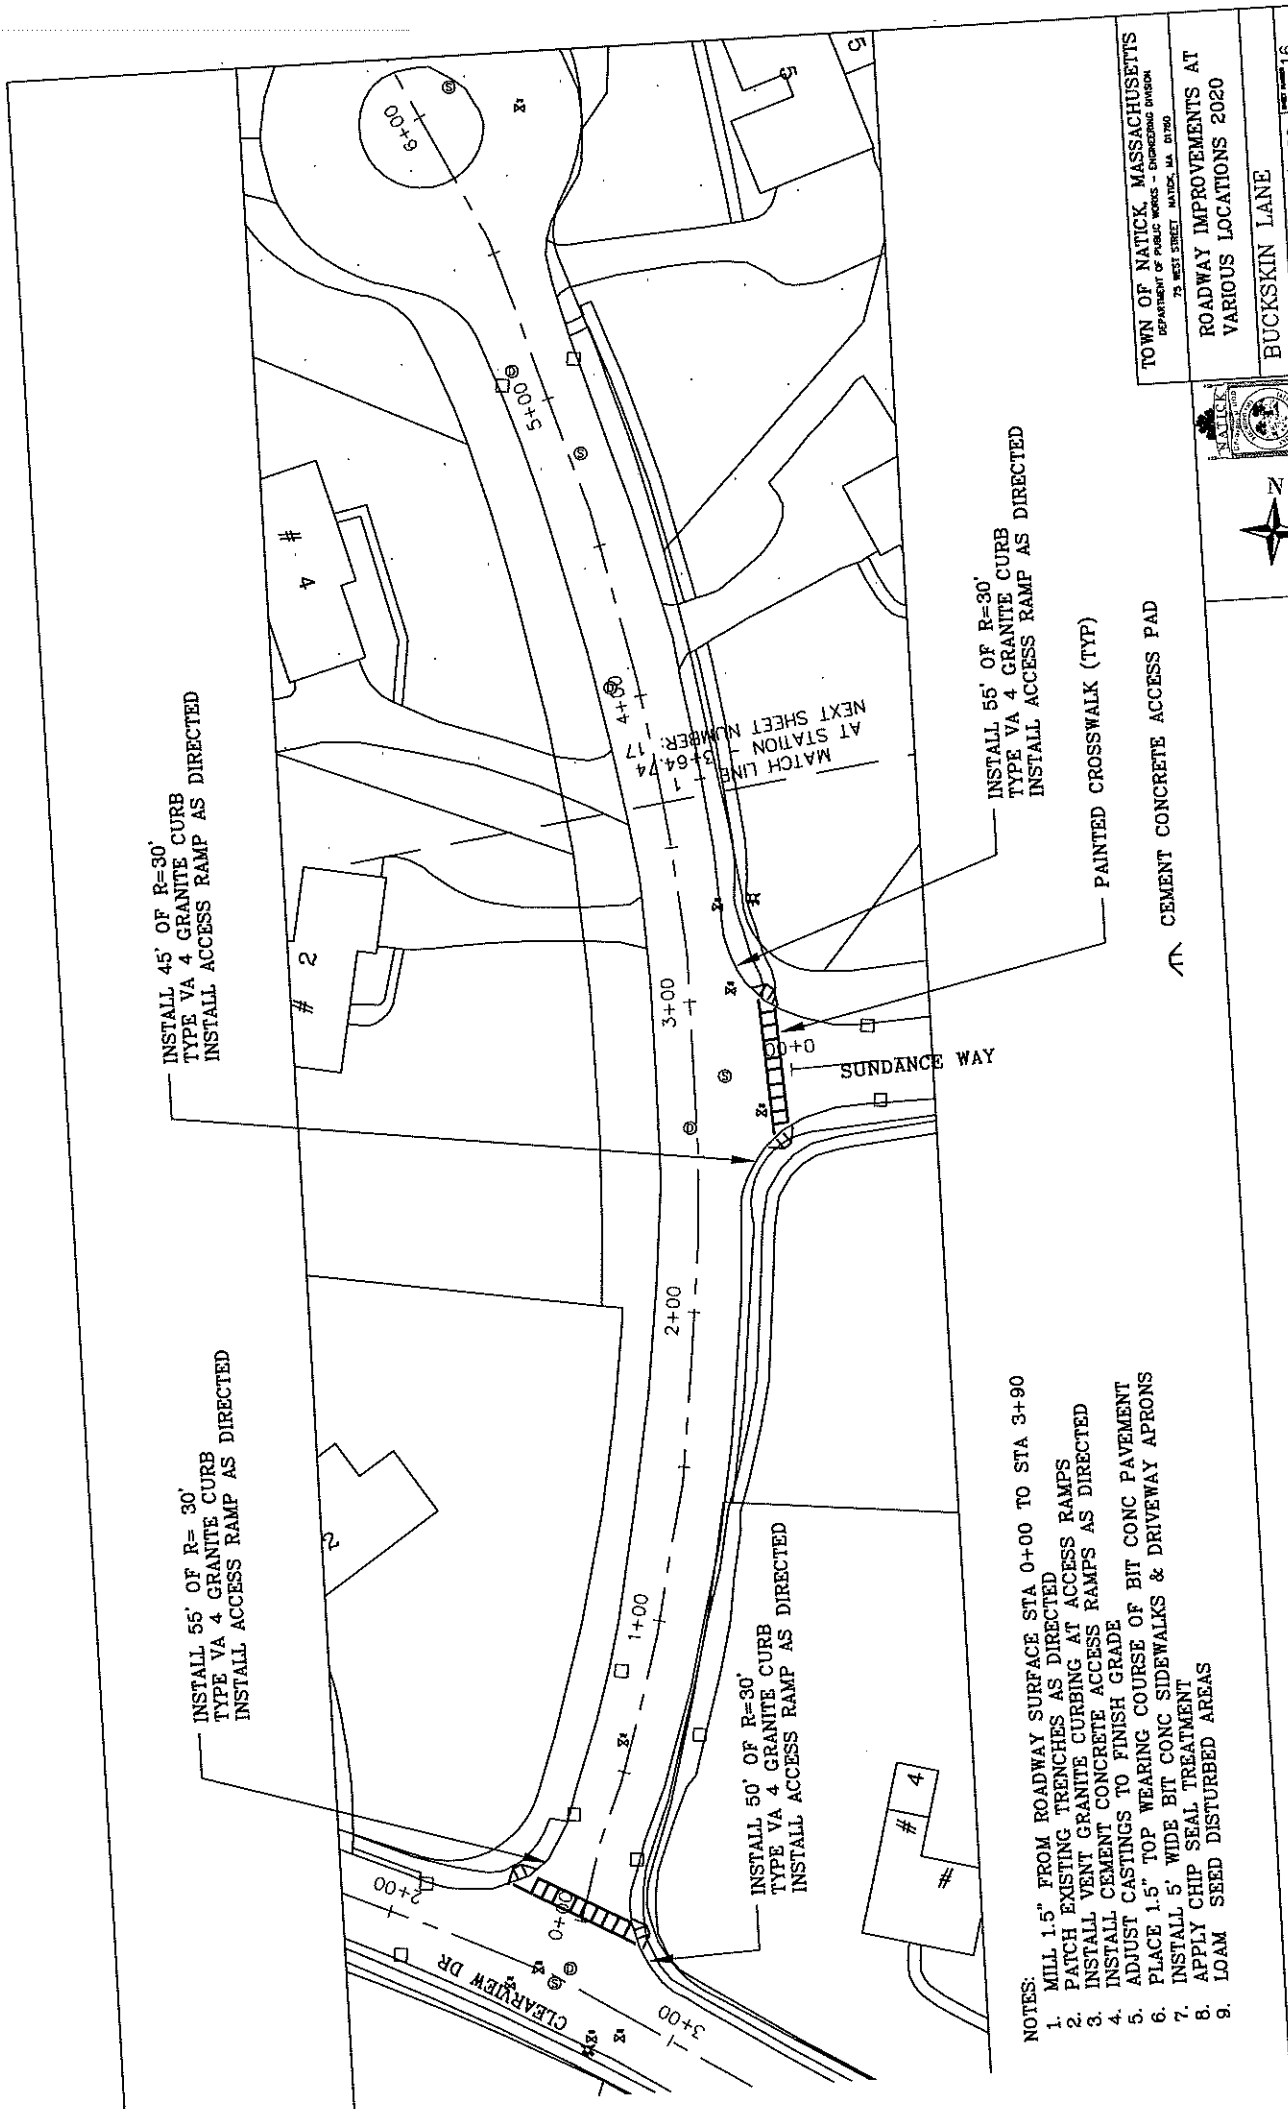 INSTALL 55' OF R= 30'
TYPE VA 4 GRANITE CURB
INSTALL ACCESS RAMP AS DIRECTED
INSTALL 45' OF R=30'
TYPE VA 4 GRANITE CURB
INSTALL ACCESS RAMP AS DIRECTED
2
# 2
# 4
CLEARVIEW DR
2+00
3+00
0+00
1+00
2+00
3+00
4+00
5+00
6+00
MATCH LINE - 1
AT STATION - 3+64.74
NEXT SHEET NUMBER: 17
0+00
SUNDANCE WAY
5
5
# 4
#
INSTALL 50' OF R=30'
TYPE VA 4 GRANITE CURB
INSTALL ACCESS RAMP AS DIRECTED
INSTALL 55' OF R=30'
TYPE VA 4 GRANITE CURB
INSTALL ACCESS RAMP AS DIRECTED
PAINTED CROSSWALK (TYP)
CEMENT CONCRETE ACCESS PAD
NOTES:
1. MILL 1.5" FROM ROADWAY SURFACE STA 0+00 TO STA 3+90
2. PATCH EXISTING TRENCHES AS DIRECTED
3. INSTALL VENT GRANITE CURBING AT ACCESS RAMPS
4. INSTALL CEMENT CONCRETE ACCESS RAMPS AS DIRECTED
5. ADJUST CASTINGS TO FINISH GRADE
6. PLACE 1.5" TOP WEARING COURSE OF BIT CONC PAVEMENT
7. INSTALL 5' WIDE BIT CONC SIDEWALKS & DRIVEWAY APRONS
8. APPLY CHIP SEAL TREATMENT
9. LOAM SEED DISTURBED AREAS
N
NATICK
TOWN OF NATICK, MASSACHUSETTS
DEPARTMENT OF PUBLIC WORKS - ENGINEERING DIVISION
75 WEST STREET NATICK, MA 01760
ROADWAY IMPROVEMENTS AT
VARIOUS LOCATIONS 2020
BUCKSKIN LANE
16